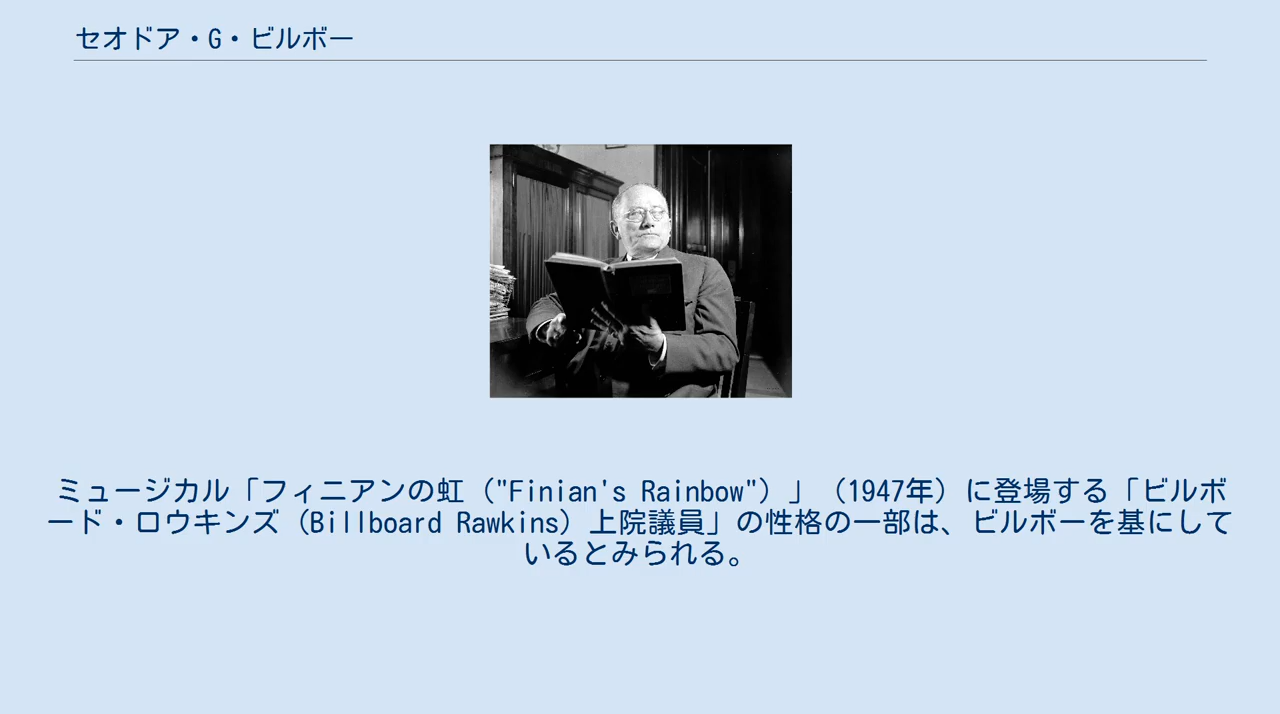 セオドア・G・ビルボー
ミュージカル「フィニアンの虹（"Finian's Rainbow"）」（1947年）に登場する「ビルボ
ード・ロウキンズ（Billboard Rawkins）上院議員」の性格の一部は、ビルボーを基にして
いるとみられる。